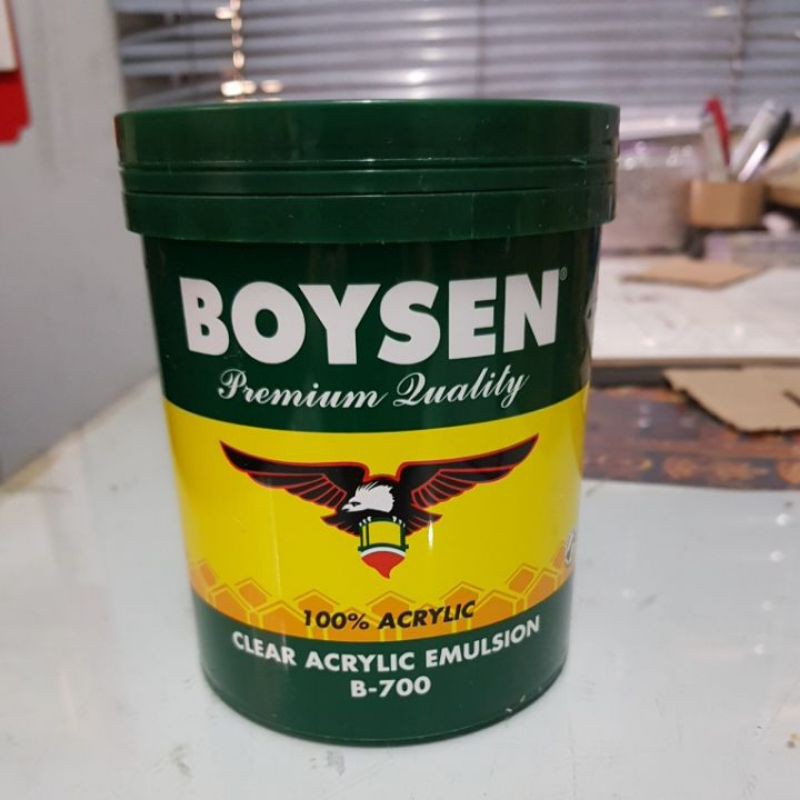 BOYSEN®
Premium Quality
100% ACRYLIC
CLEAR ACRYLIC EMULSION
B-700